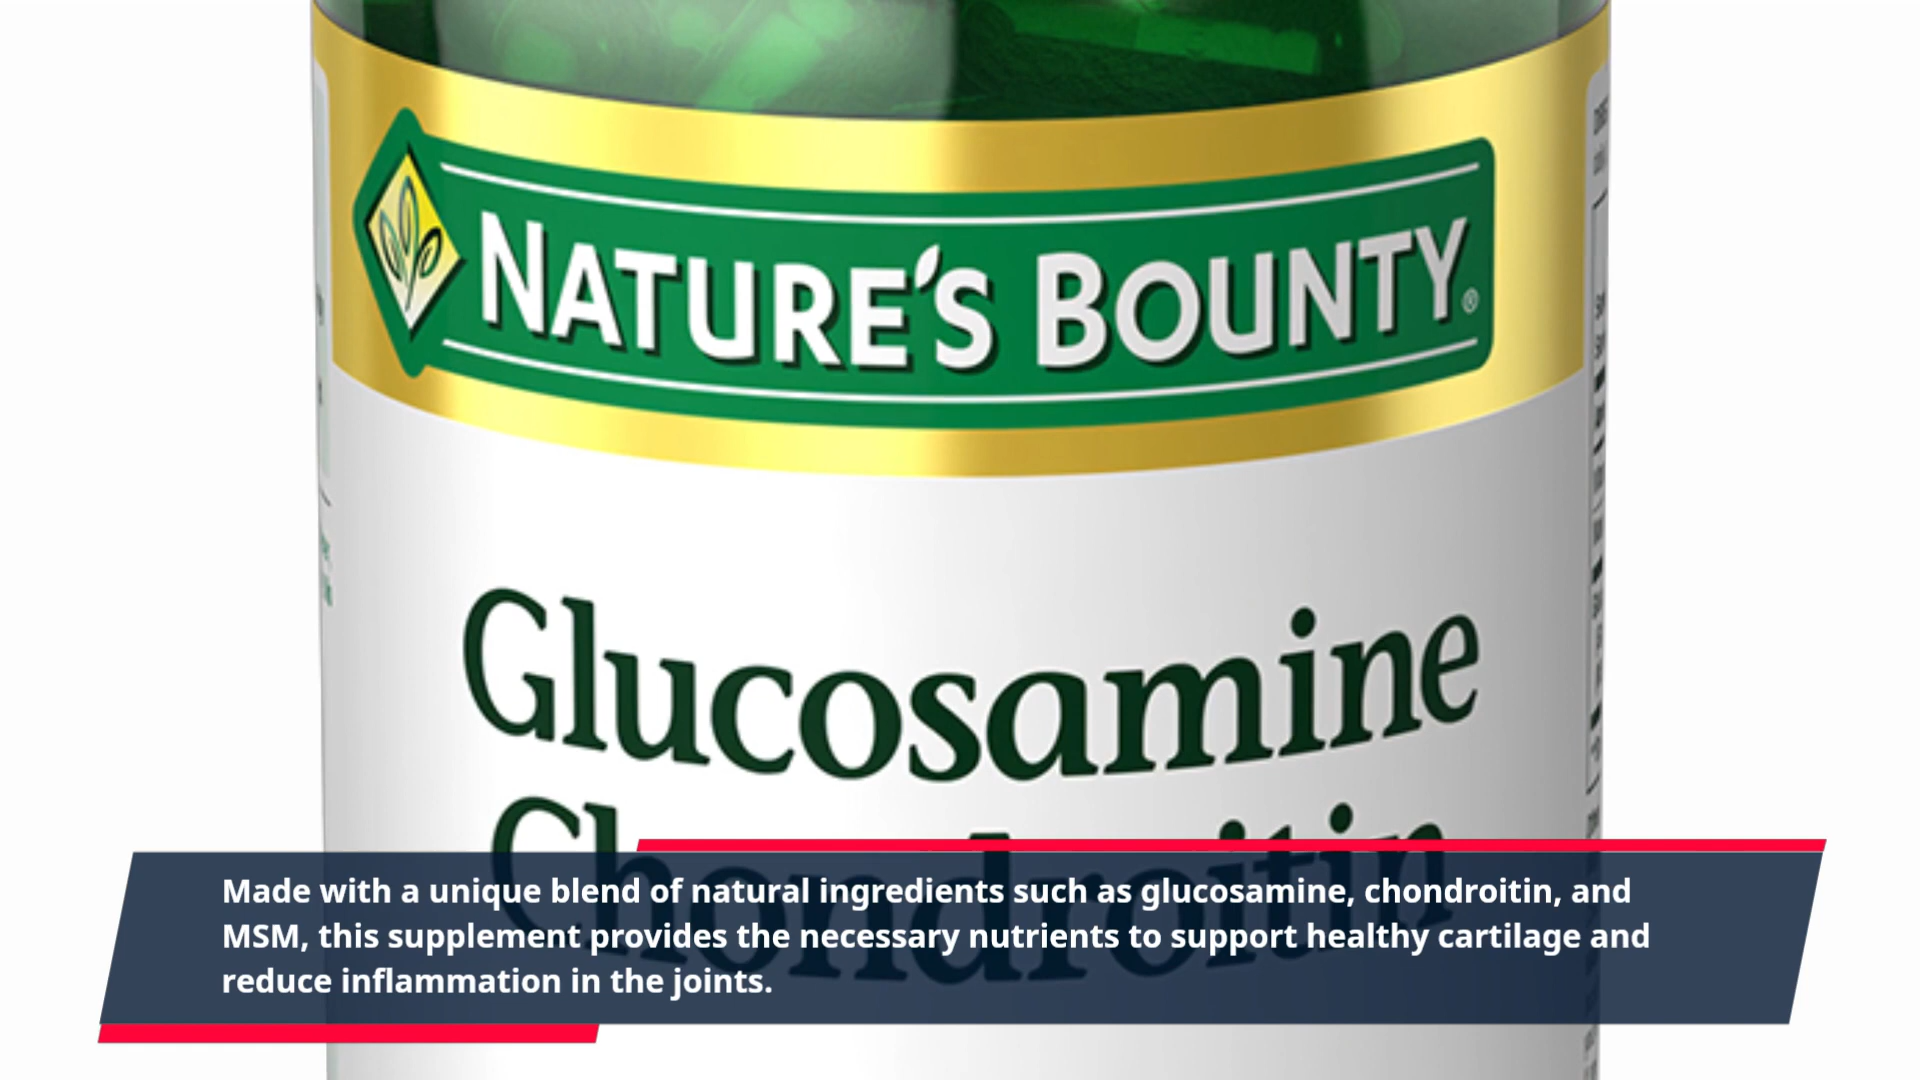 NATURE'S BOUNTY®
Glucosamine
Chondroitin
Made with a unique blend of natural ingredients such as glucosamine, chondroitin, and
MSM, this supplement provides the necessary nutrients to support healthy cartilage and
reduce inflammation in the joints.